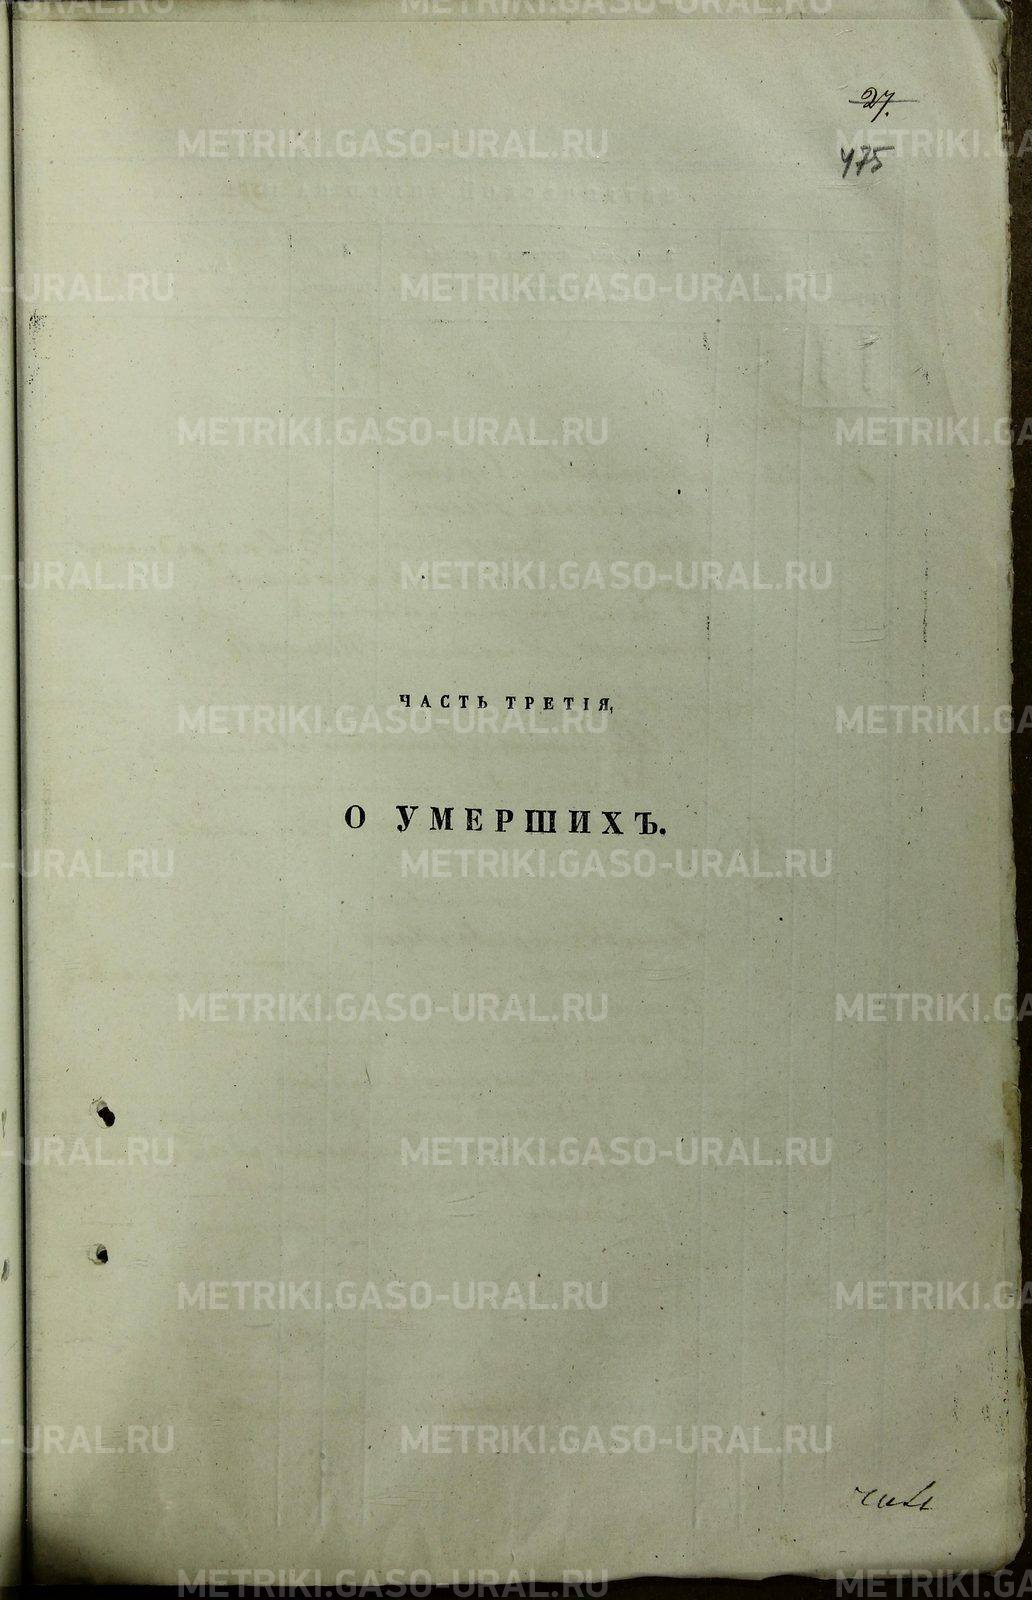 27.
475
ЧАСТЬ ТРЕТІЯ,
О УМЕРШИХЪ.
METRIKI.GASO-URAL.RU